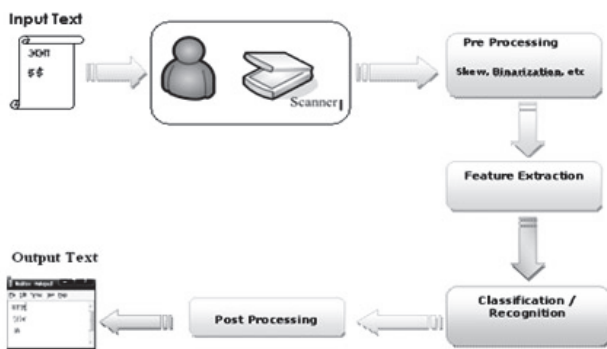 Input Text
$$
Scanner
Pre Processing
Skew, Binarization, etc
Feature Extraction
Classification /
Recognition
Post Processing
Output Text